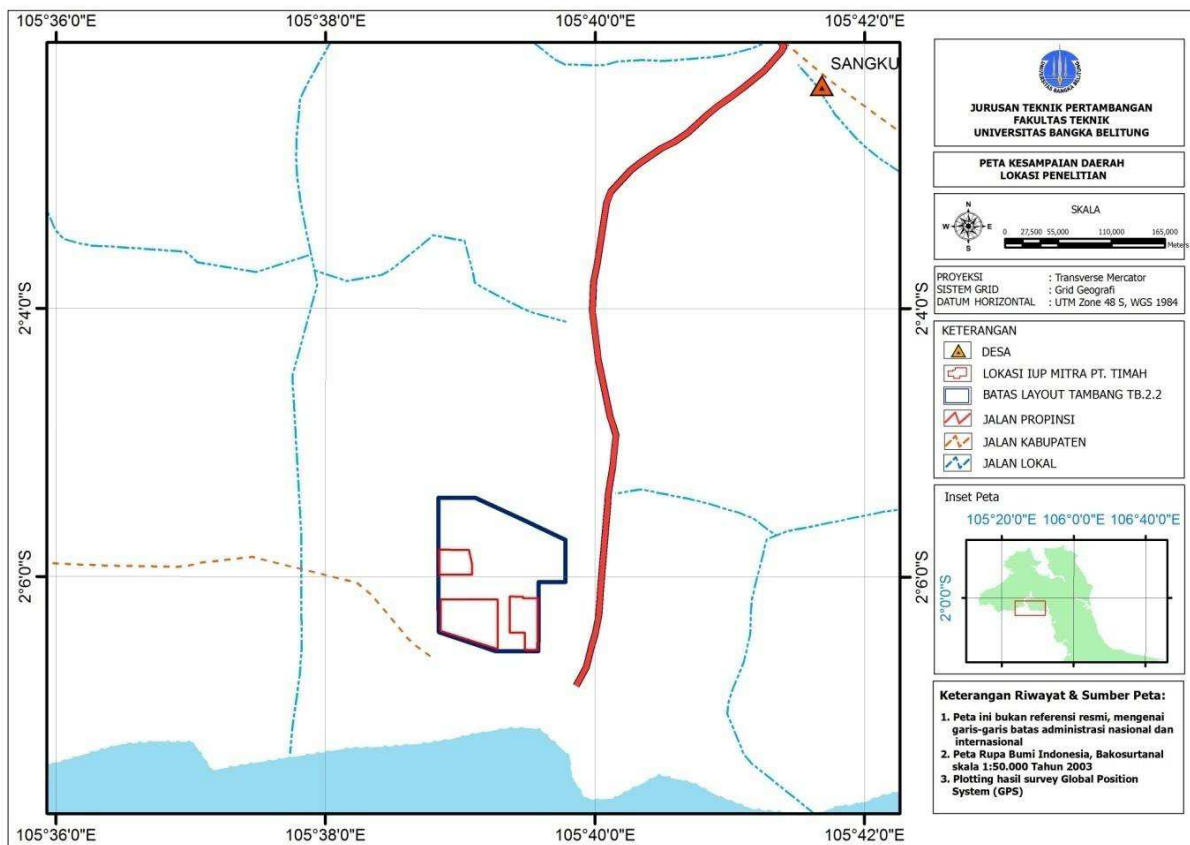 105°36'0"E
105°38'0"E
105°40'0"E
105°42'0"E
SANGKU
2°4'0"S
2°4'0"S
2°6'0"S
2°6'0"S
105°36'0"E
105°38'0"E
105°40'0"E
105°42'0"E
UNIVERSITAS BANGKA BELITUNG
JURUSAN TEKNIK PERTAMBANGAN
FAKULTAS TEKNIK
UNIVERSITAS BANGKA BELITUNG
PETA KESAMPAIAN DAERAH
LOKASI PENELITIAN
N
W E
S
SKALA
0 27,500 55,000 110,000 165,000
Meters
PROYEKSI : Transverse Mercator
SISTEM GRID : Grid Geografi
DATUM HORIZONTAL : UTM Zone 48 S, WGS 1984
KETERANGAN
DESA
LOKASI IUP MITRA PT. TIMAH
BATAS LAYOUT TAMBANG TB.2.2
JALAN PROPINSI
JALAN KABUPATEN
JALAN LOKAL
Inset Peta
105°20'0"E 106°0'0"E 106°40'0"E
2°0'0"S
Keterangan Riwayat & Sumber Peta:
1. Peta ini bukan referensi resmi, mengenai
garis-garis batas administrasi nasional dan
internasional
2. Peta Rupa Bumi Indonesia, Bakosurtanal
skala 1:50.000 Tahun 2003
3. Plotting hasil survey Global Position
System (GPS)